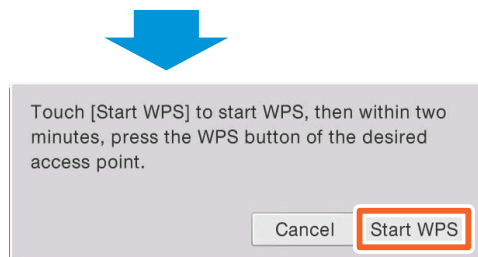 Touch [Start WPS] to start WPS, then within two
minutes, press the WPS button of the desired
access point.
Cancel Start WPS